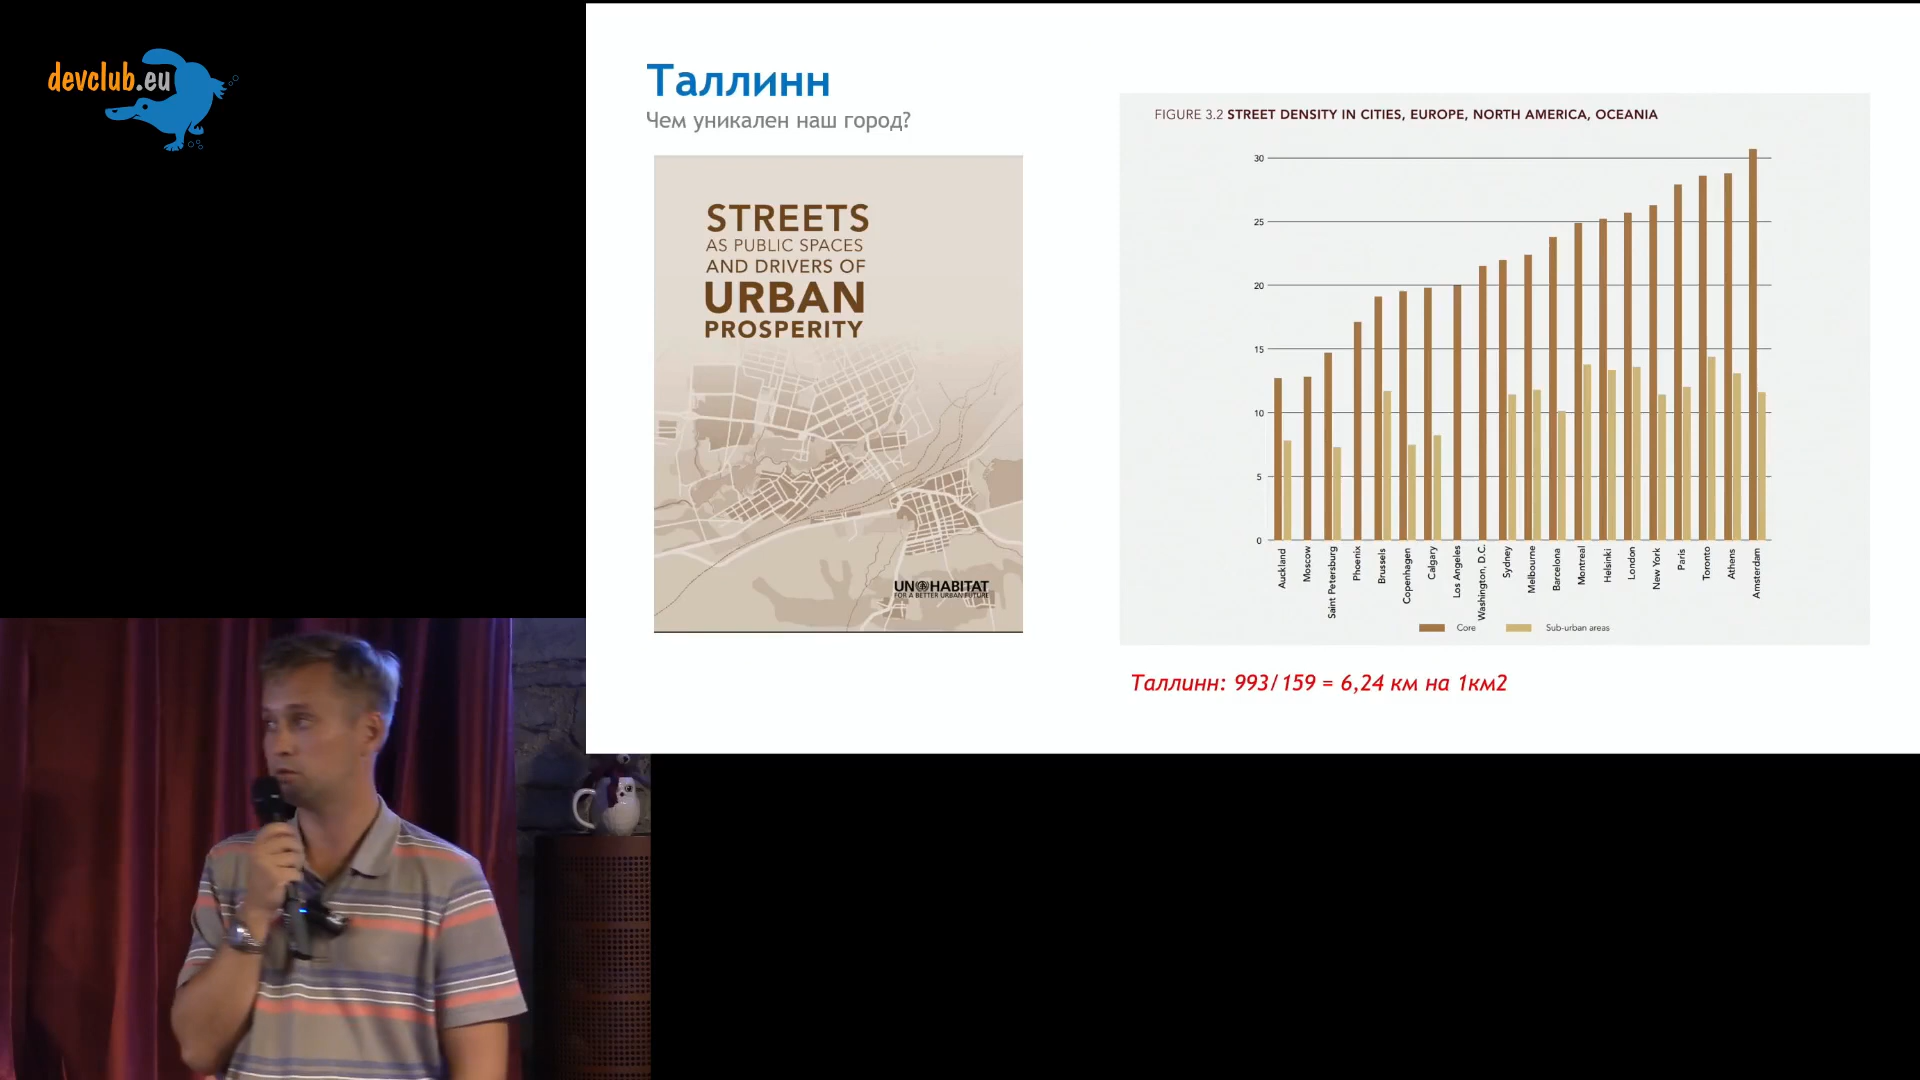 devclub.eu
Таллинн
Чем уникален наш город?
STREETS
AS PUBLIC SPACES
AND DRIVERS OF
URBAN
PROSPERITY
UN HABITAT
FOR A BETTER URBAN FUTURE
FIGURE 3.2 STREET DENSITY IN CITIES, EUROPE, NORTH AMERICA, OCEANIA
30
25
20
15
10
5
0
Auckland
Moscow
Saint Petersburg
Phoenix
Brussels
Copenhagen
Calgary
Los Angeles
Washington, D.C.
Sydney
Melbourne
Barcelona
Montreal
Helsinki
London
New York
Paris
Toronto
Athens
Amsterdam
Core
Sub-urban areas
Таллинн: 993/159 = 6,24 км на 1км2